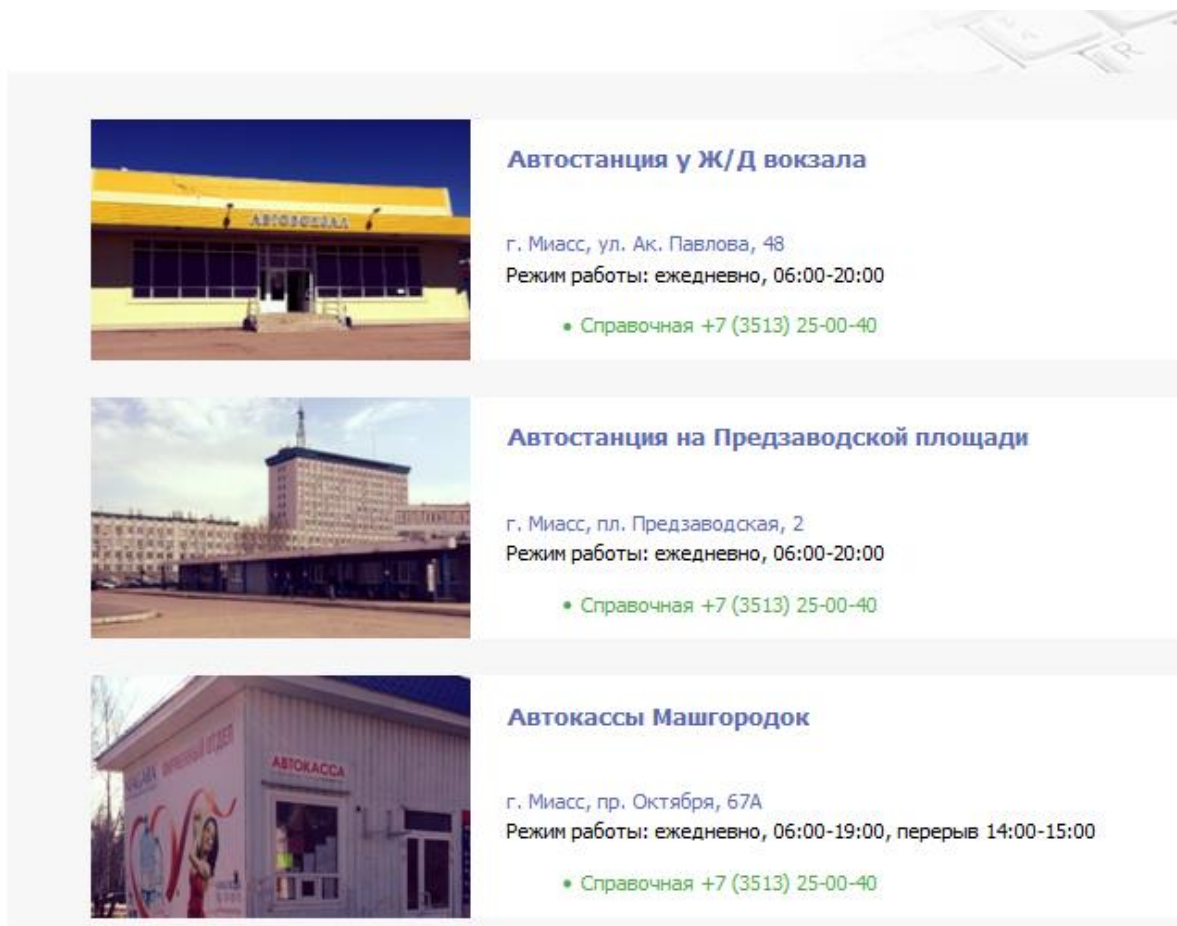 Автостанция у Ж/Д вокзала
АВТОВОКЗАЛ
г. Миасс, ул. Ак. Павлова, 48
Режим работы: ежедневно, 06:00-20:00
• Справочная +7 (3513) 25-00-40
Автостанция на Предзаводской площади
г. Миасс, пл. Предзаводская, 2
Режим работы: ежедневно, 06:00-20:00
• Справочная +7 (3513) 25-00-40
Автокассы Машгородок
ОТДЕЛ
АВТОКАССА
г. Миасс, пр. Октября, 67А
Режим работы: ежедневно, 06:00-19:00, перерыв 14:00-15:00
• Справочная +7 (3513) 25-00-40